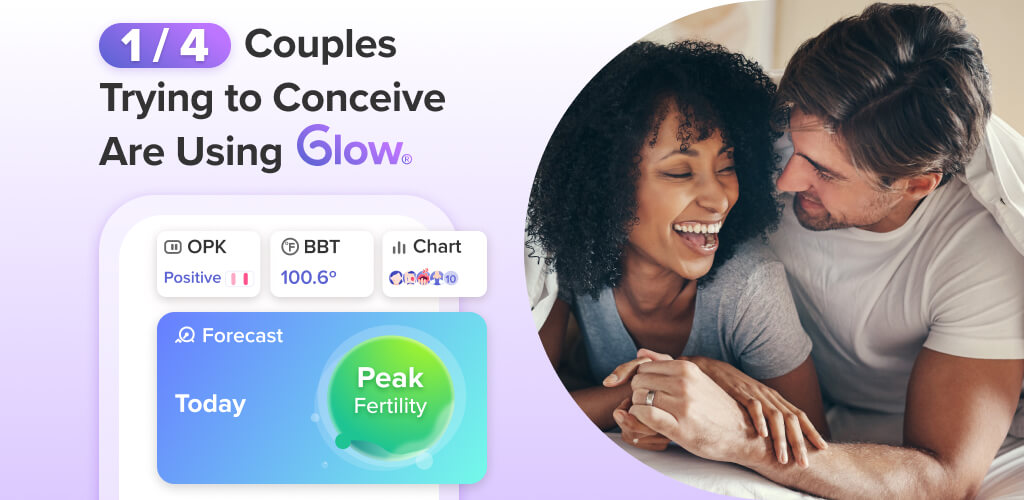 1 / 4 Couples
Trying to Conceive
Are Using Glow®
OPK
Positive
°F BBT
100.6°
Chart
10
Forecast
Today
Peak
Fertility